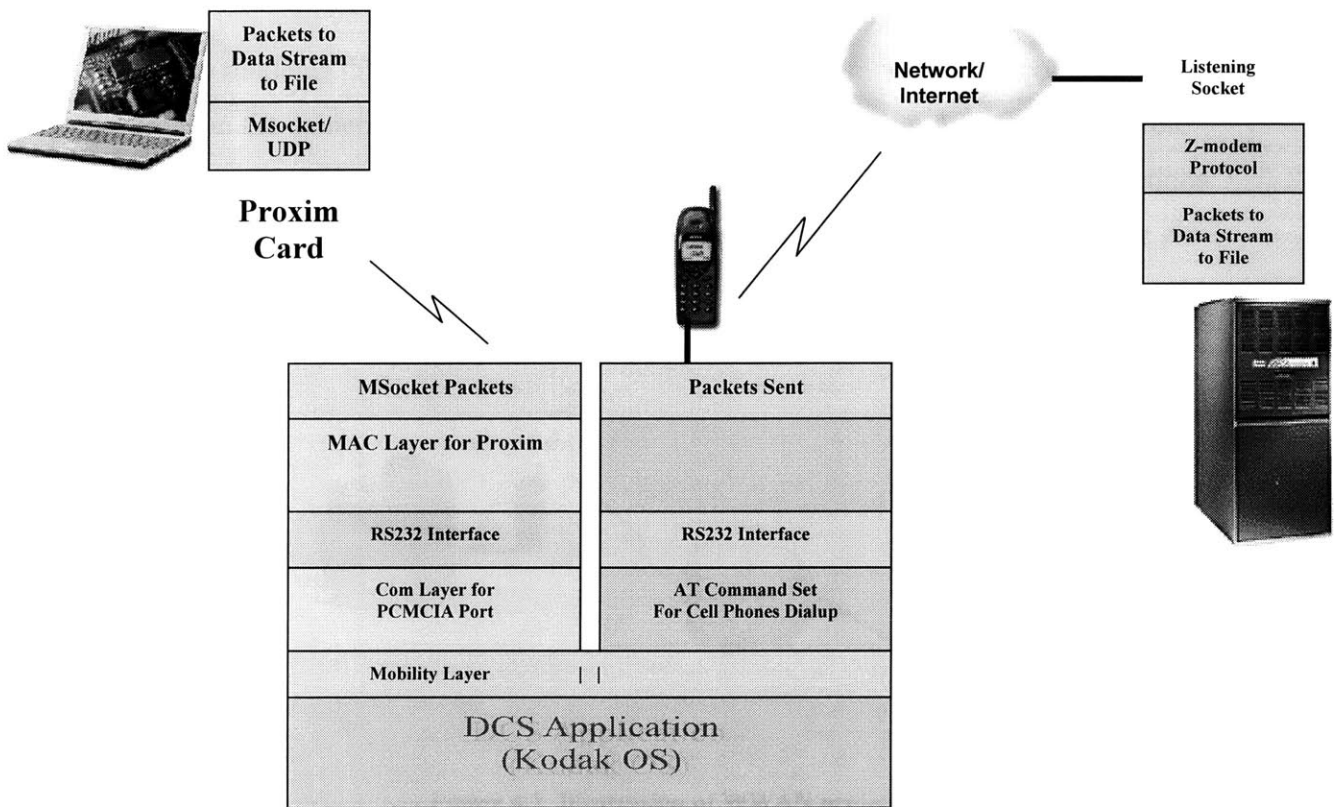 Packets to
Data Stream
to File
Msocket/
UDP
Proxim
Card
Network/
Internet
Listening
Socket
Z-modem
Protocol
Packets to
Data Stream
to File
MSocket Packets
MAC Layer for Proxim
RS232 Interface
Com Layer for
PCMCIA Port
Packets Sent
RS232 Interface
AT Command Set
For Cell Phones Dialup
Mobility Layer | |
DCS Application
(Kodak OS)